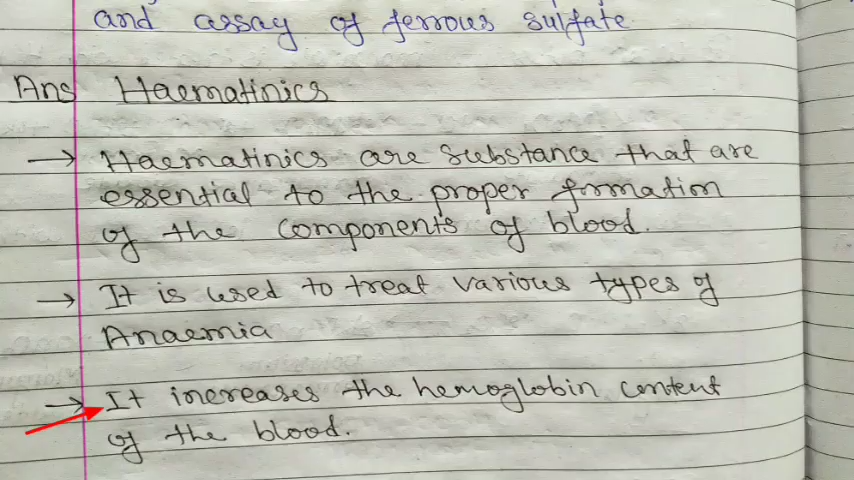 and assay of ferrous sulfate
Ans Haematinics
→ Haematinics are substance that are
essential to the proper formation
of the components of blood.
→ It is used to treat various types of
Anaemia
→ It increases the hemoglobin content
of the blood.